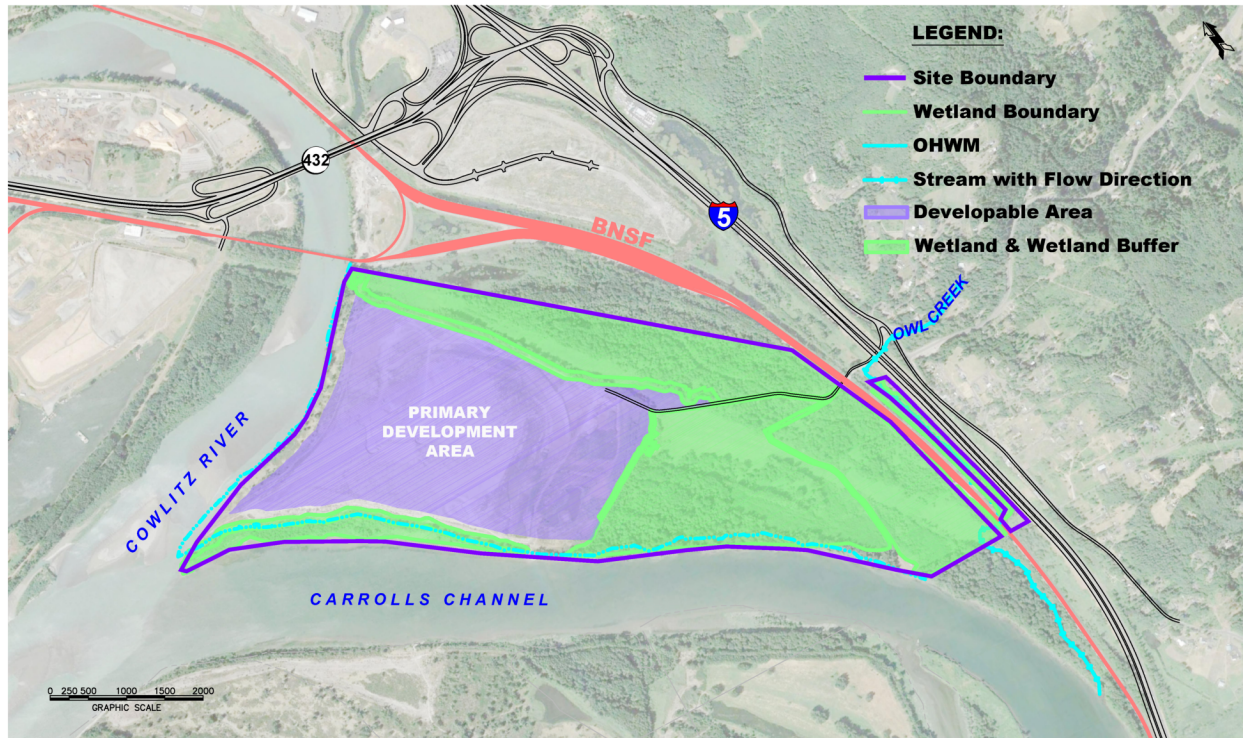 LEGEND:
Site Boundary
Wetland Boundary
OHWM
Stream with Flow Direction
Developable Area
Wetland & Wetland Buffer
432
5
BNSF
OWL CREEK
PRIMARY
DEVELOPMENT
AREA
COWLITZ RIVER
CARROLLS CHANNEL
0 250 500 1000 1500 2000
GRAPHIC SCALE